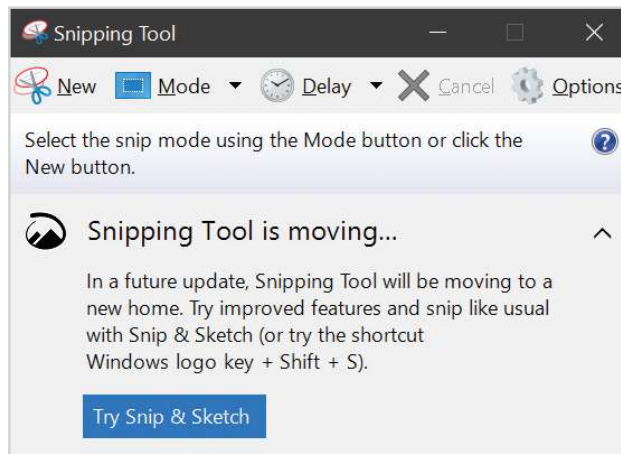 Snipping Tool
New Mode Delay Cancel Options
Select the snip mode using the Mode button or click the
New button.
Snipping Tool is moving...
In a future update, Snipping Tool will be moving to a
new home. Try improved features and snip like usual
with Snip & Sketch (or try the shortcut
Windows logo key + Shift + S).
Try Snip & Sketch